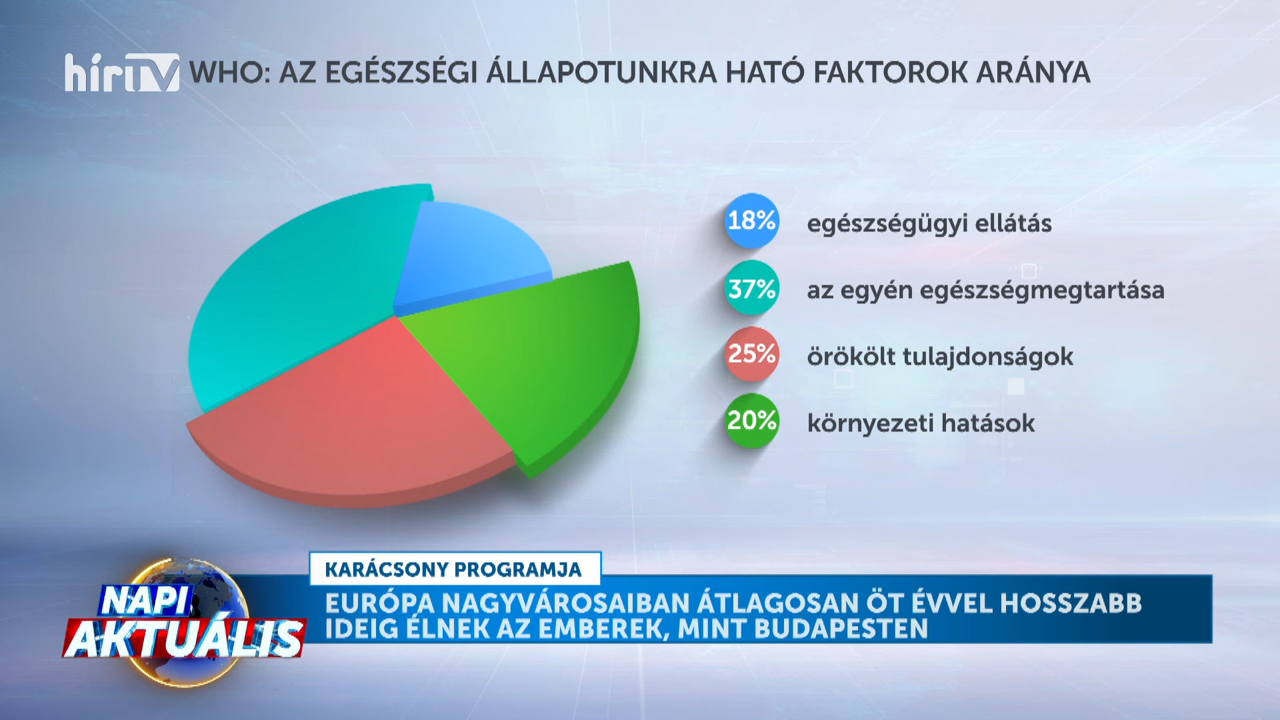 hírTV WHO: AZ EGÉSZSÉGI ÁLLAPOTUNKRA HATÓ FAKTOROK ARÁNYA
18% egészségügyi ellátás
37% az egyén egészségmegtartása
25% örökölt tulajdonságok
20% környezeti hatások
KARÁCSONY PROGRAMJA
NAPI AKTUÁLIS
EURÓPA NAGYVÁROSAIBAN ÁTLAGOSAN ÖT ÉVVEL HOSSZABB
IDEIG ÉLNEK AZ EMBEREK, MINT BUDAPESTEN